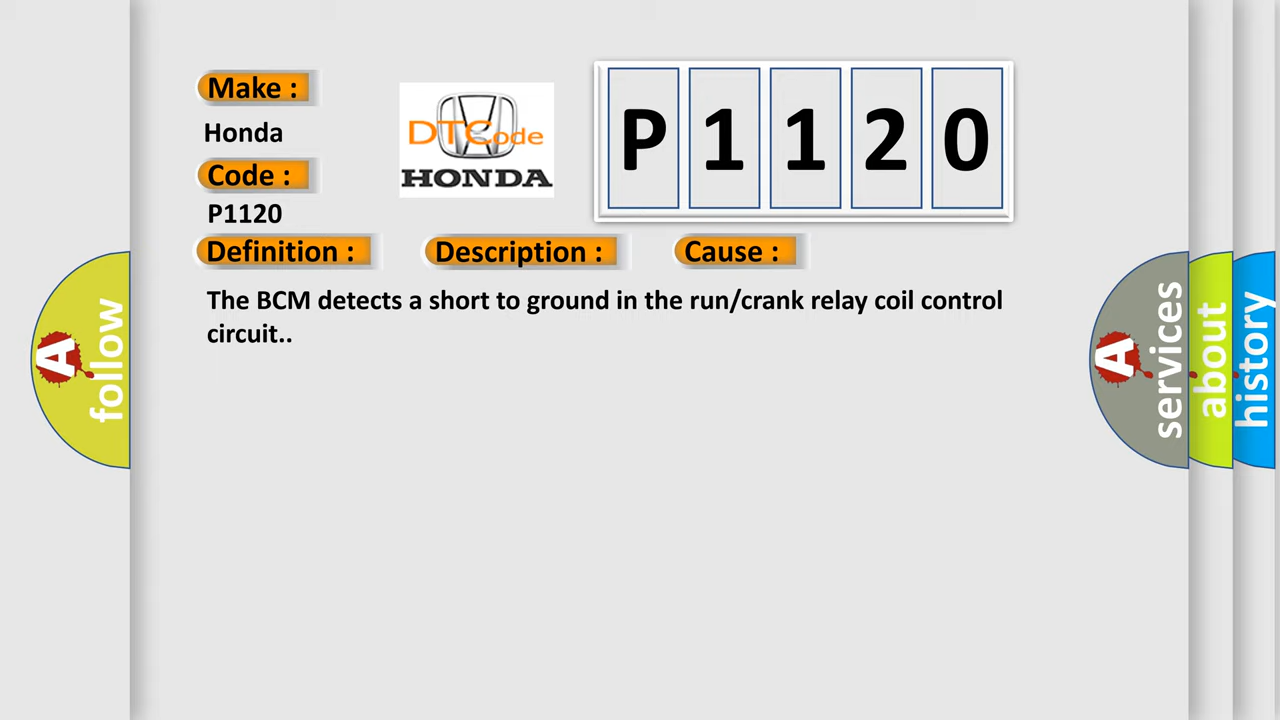 Make :
Honda
Code :
P1120
DTCode
HONDA
P 1 1 2 0
Definition :
Description :
Cause :
The BCM detects a short to ground in the run/crank relay coil control
circuit..
A follow
A services
about
history